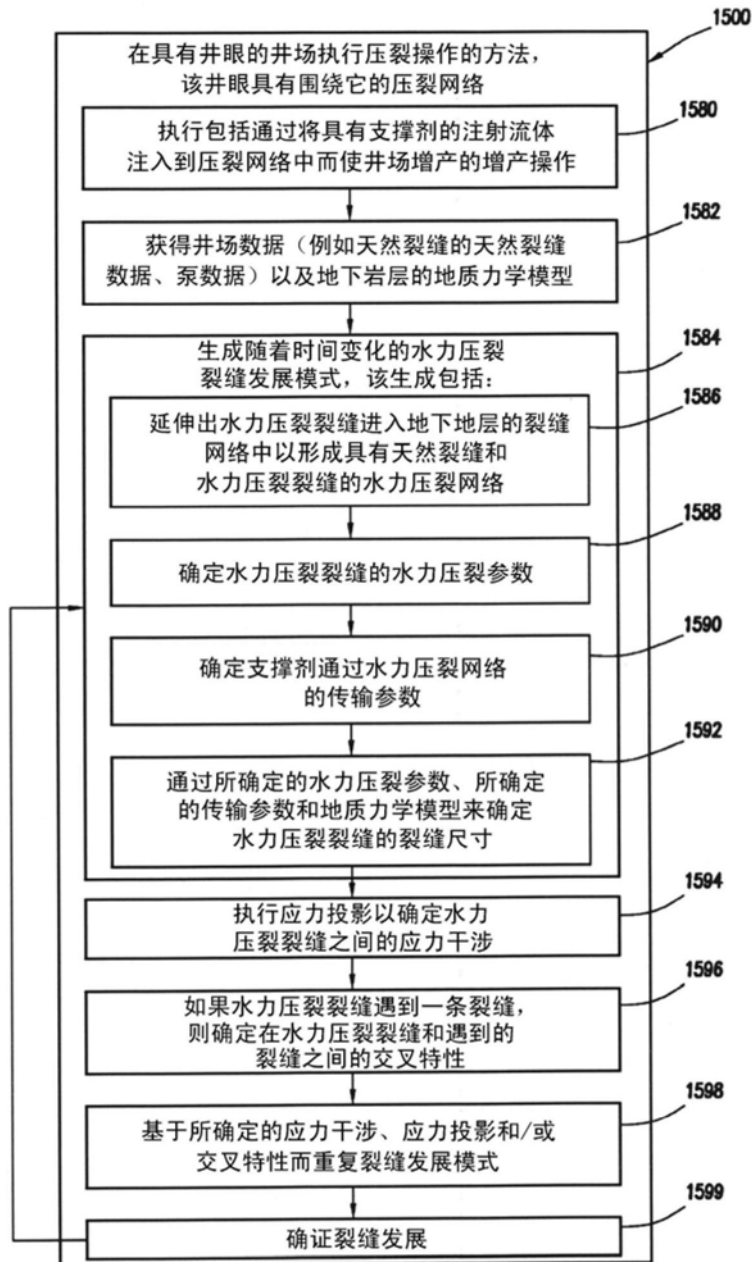 1500
在具有井眼的井场执行压裂操作的方法，
该井眼具有围绕它的压裂网络
1580
执行包括通过将具有支撑剂的注射流体
注入到压裂网络中而使井场增产的增产操作
1582
获得井场数据（例如天然裂缝的天然裂缝
数据、泵数据）以及地下岩层的地质力学模型
1584
生成随着时间变化的水力压裂
裂缝发展模式，该生成包括：
1586
延伸出水力压裂裂缝进入地下地层的裂缝
网络中以形成具有天然裂缝和
水力压裂裂缝的水力压裂网络
1588
确定水力压裂裂缝的水力压裂参数
1590
确定支撑剂通过水力压裂网络
的传输参数
1592
通过所确定的水力压裂参数、所确定
的传输参数和地质力学模型来确定
水力压裂裂缝的裂缝尺寸
1594
执行应力投影以确定水力
压裂裂缝之间的应力干涉
1596
如果水力压裂裂缝遇到一条裂缝，
则确定在水力压裂裂缝和遇到的
裂缝之间的交叉特性
1598
基于所确定的应力干涉、应力投影和/或
交叉特性而重复裂缝发展模式
1599
确证裂缝发展